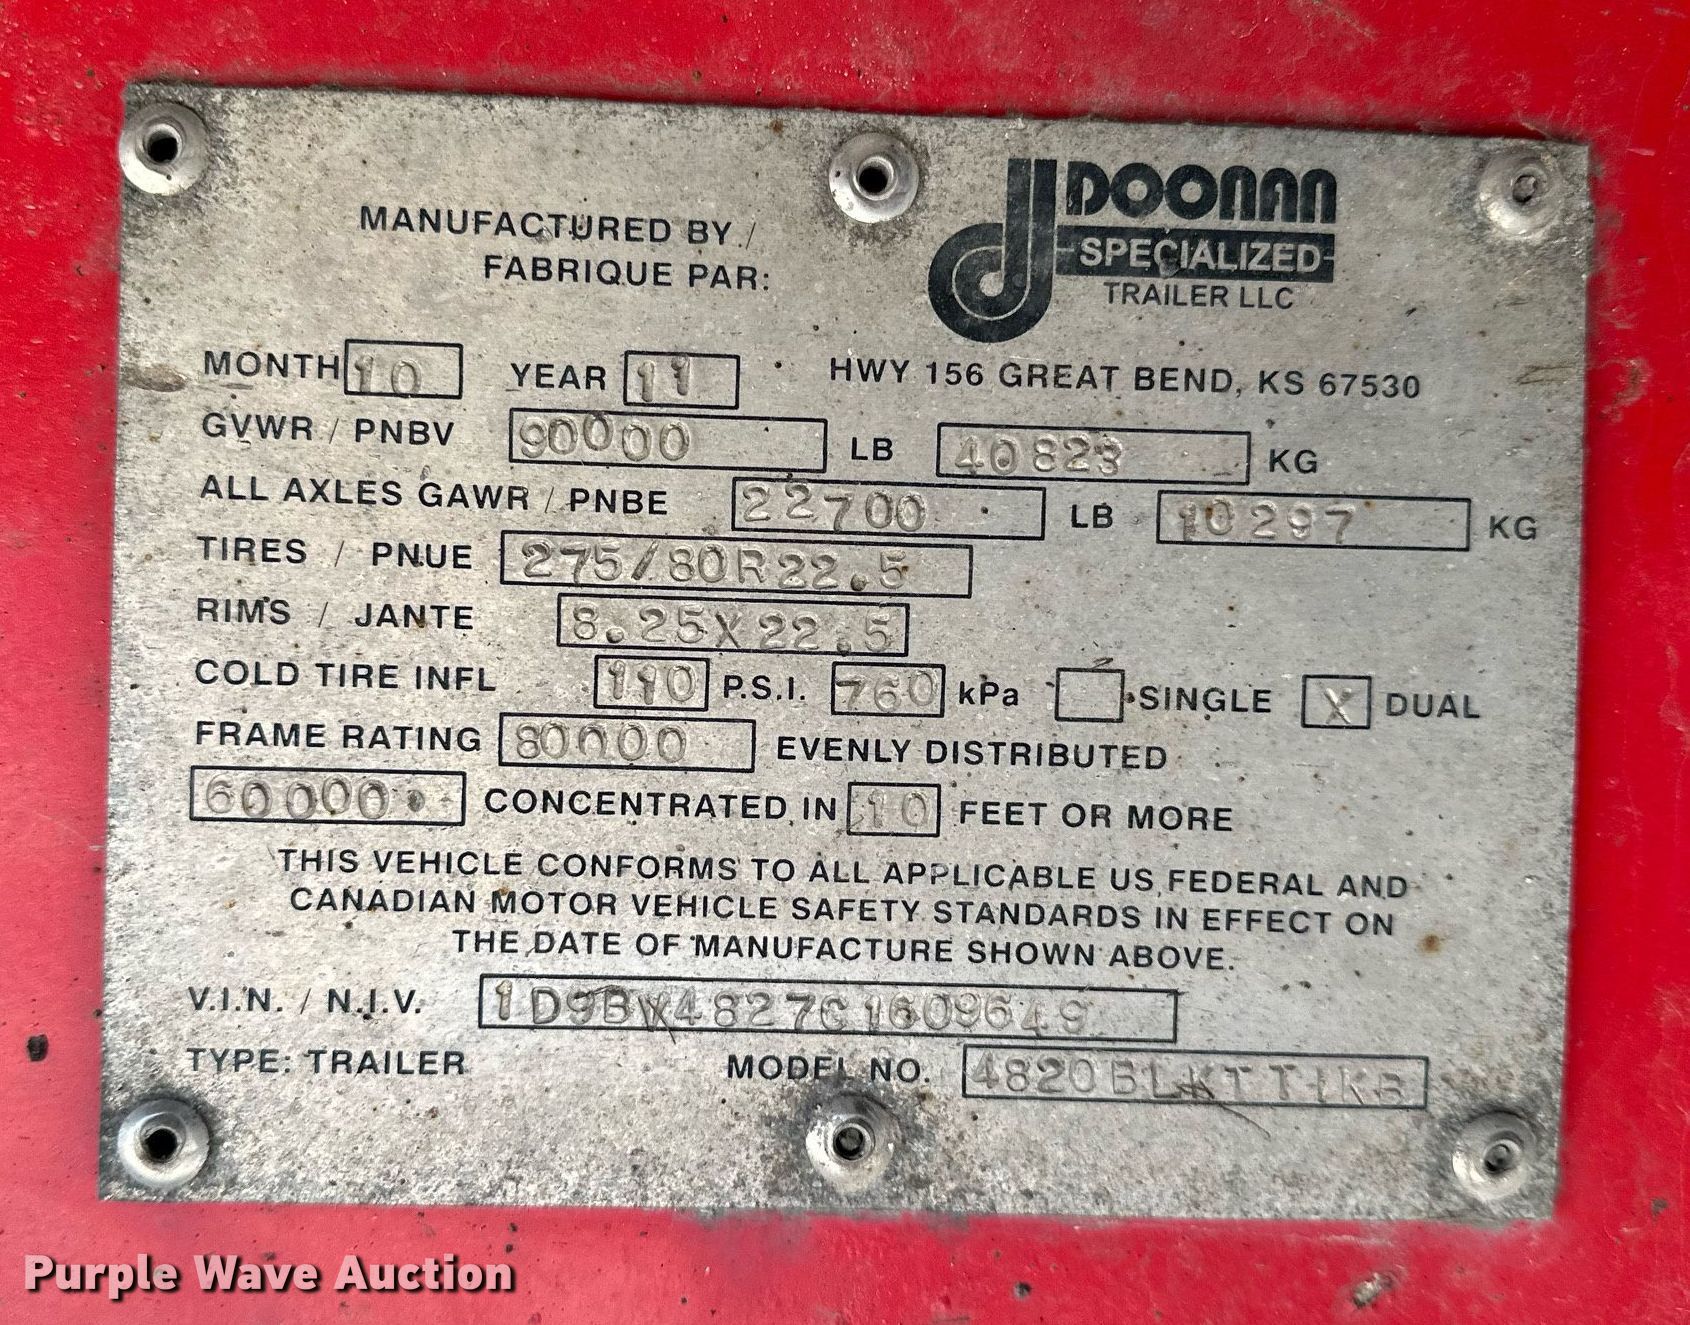 MANUFACTURED BY / 
FABRIQUE PAR:
DOONAN
SPECIALIZED
TRAILER LLC
MONTH 10 YEAR 11 HWY 156 GREAT BEND, KS 67530
GVWR / PNBV 90000 LB 40823 KG
ALL AXLES GAWR / PNBE 22700 LB 10297 KG
TIRES / PNUE 275/80R22.5
RIMS / JANTE 8.25X22.5
COLD TIRE INFL 110 P.S.I. 760 kPa SINGLE X DUAL
FRAME RATING 80000 EVENLY DISTRIBUTED
60000 CONCENTRATED IN 10 FEET OR MORE
THIS VEHICLE CONFORMS TO ALL APPLICABLE US FEDERAL AND
CANADIAN MOTOR VEHICLE SAFETY STANDARDS IN EFFECT ON
THE DATE OF MANUFACTURE SHOWN ABOVE.
V.I.N. / N.I.V. 1D9BW4827C1609649
TYPE: TRAILER MODEL NO.
Purple Wave Auction